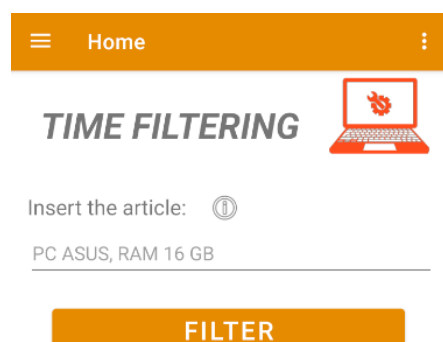 Home
TIME FILTERING
Insert the article:
PC ASUS, RAM 16 GB
FILTER